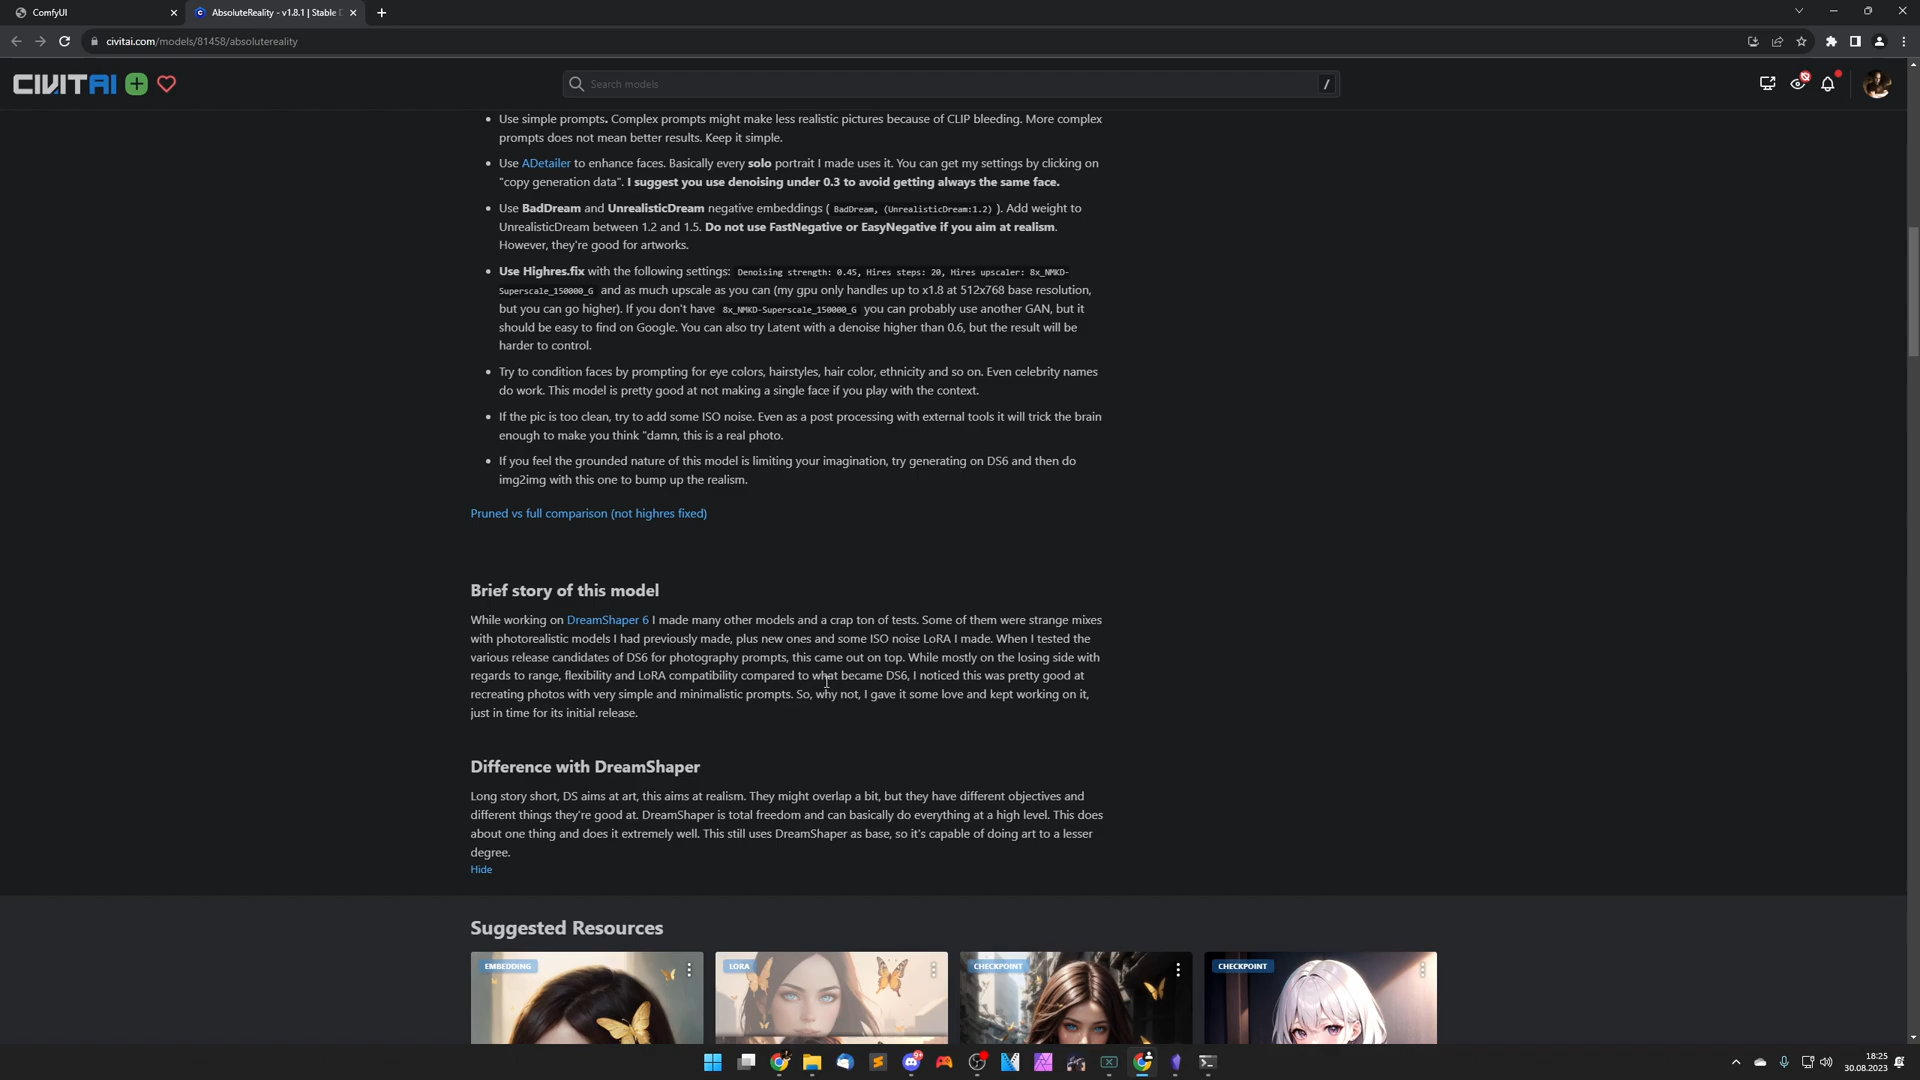 ComfyUI
AbsoluteReality - v1.8.1 | Stable D
civitai.com/models/81458/absolutereality
CIVITAI
Search models
/
Use simple prompts. Complex prompts might make less realistic pictures because of CLIP bleeding. More complex
prompts does not mean better results. Keep it simple.
Use ADetailer to enhance faces. Basically every solo portrait I made uses it. You can get my settings by clicking on
"copy generation data". I suggest you use denoising under 0.3 to avoid getting always the same face.
Use BadDream and UnrealisticDream negative embeddings ( BadDream, (UnrealisticDream:1.2) ). Add weight to
UnrealisticDream between 1.2 and 1.5. Do not use FastNegative or EasyNegative if you aim at realism.
However, they're good for artworks.
Use Highres.fix with the following settings: Denoising strength: 0.45, Hires steps: 20, Hires upscaler: 8x_NMKD-
Superscale_150000_G and as much upscale as you can (my gpu only handles up to x1.8 at 512x768 base resolution,
but you can go higher). If you don't have 8x_NMKD-Superscale_150000_G you can probably use another GAN, but it
should be easy to find on Google. You can also try Latent with a denoise higher than 0.6, but the result will be
harder to control.
Try to condition faces by prompting for eye colors, hairstyles, hair color, ethnicity and so on. Even celebrity names
do work. This model is pretty good at not making a single face if you play with the context.
If the pic is too clean, try to add some ISO noise. Even as a post processing with external tools it will trick the brain
enough to make you think "damn, this is a real photo.
If you feel the grounded nature of this model is limiting your imagination, try generating on DS6 and then do
img2img with this one to bump up the realism.
Pruned vs full comparison (not highres fixed)
Brief story of this model
While working on DreamShaper 6 I made many other models and a crap ton of tests. Some of them were strange mixes
with photorealistic models I had previously made, plus new ones and some ISO noise LoRA I made. When I tested the
various release candidates of DS6 for photography prompts, this came out on top. While mostly on the losing side with
regards to range, flexibility and LoRA compatibility compared to what became DS6, I noticed this was pretty good at
recreating photos with very simple and minimalistic prompts. So, why not, I gave it some love and kept working on it,
just in time for its initial release.
Difference with DreamShaper
Long story short, DS aims at art, this aims at realism. They might overlap a bit, but they have different objectives and
different things they're good at. DreamShaper is total freedom and can basically do everything at a high level. This does
about one thing and does it extremely well. This still uses DreamShaper as base, so it's capable of doing art to a lesser
degree.
Hide
Suggested Resources
EMBEDDING
LORA
CHECKPOINT
CHECKPOINT
18:25
30.08.2023